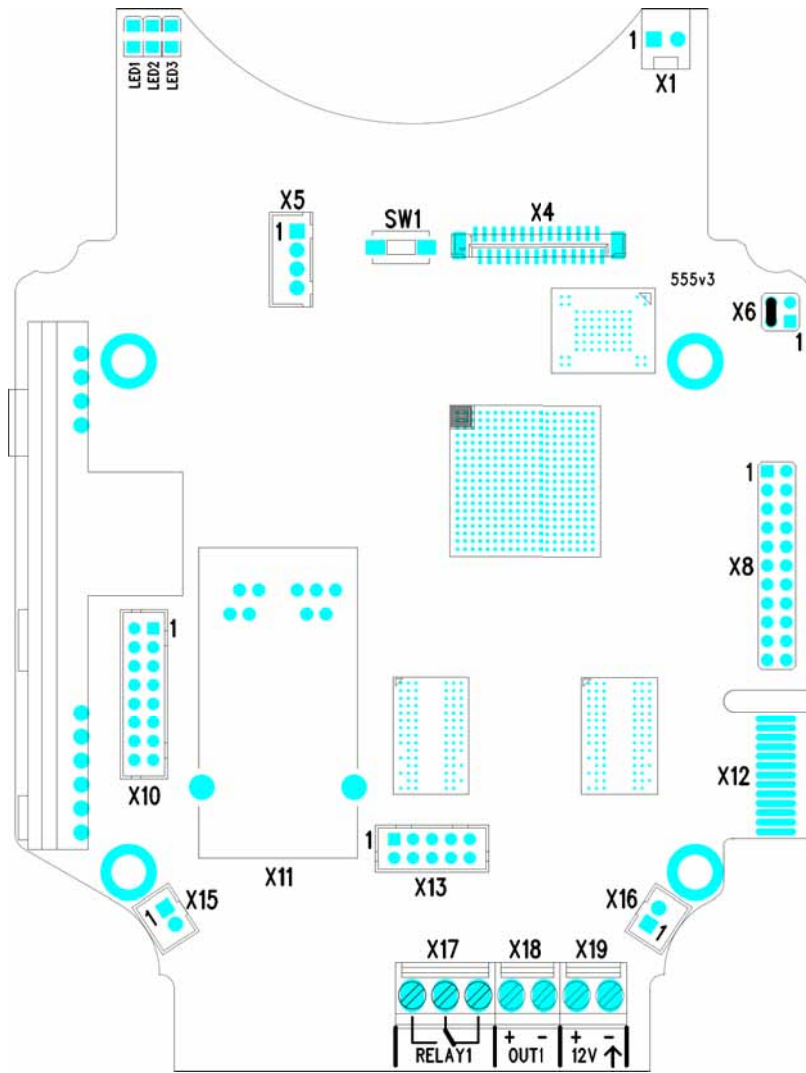 LED1
LED2
LED3
1
X1
X5
1
SW1
X4
555v3
X6
1
1
X8
1
X10
X11
1
X13
X12
X15
1
X16
1
X17 X18 X19
RELAY1
+ -
OUT1
+ -
12V